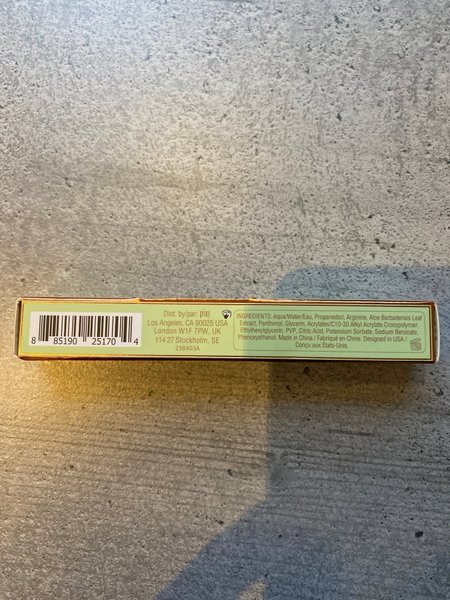 Dist. by/par: pixi
Los Angeles, CA 90025 USA
London W1F 7PW, UK
114 27 Stockholm, SE
218A01A
8 85190 25170 4
INGREDIENTS: Aqua/Water/Eau, Propanediol, Arginine, Aloe Barbadensis Leaf
Extract, Panthenol, Glycerin, Acrylates/C10-30 Alkyl Acrylate Crosspolymer,
Ethylhexylglycerin, PVP, Citric Acid, Potassium Sorbate, Sodium Benzoate,
Phenoxyethanol. Made in China / Fabriqué en Chine. Designed in USA /
Conçu aux États-Unis.